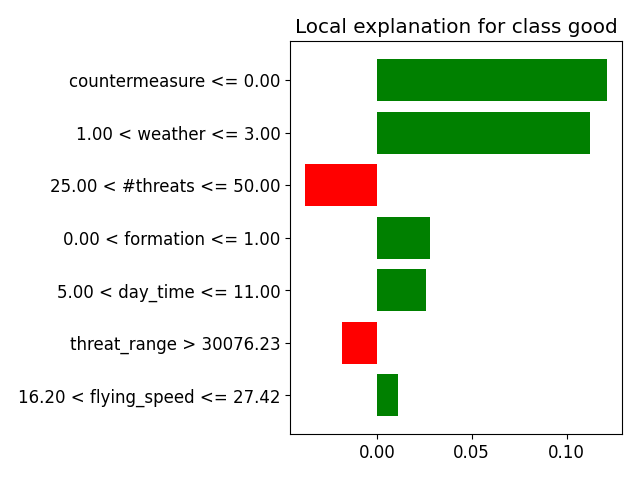 Local explanation for class good
countermeasure <= 0.00
1.00 < weather <= 3.00
25.00 < #threats <= 50.00
0.00 < formation <= 1.00
5.00 < day_time <= 11.00
threat_range > 30076.23
16.20 < flying_speed <= 27.42
0.00 0.05 0.10